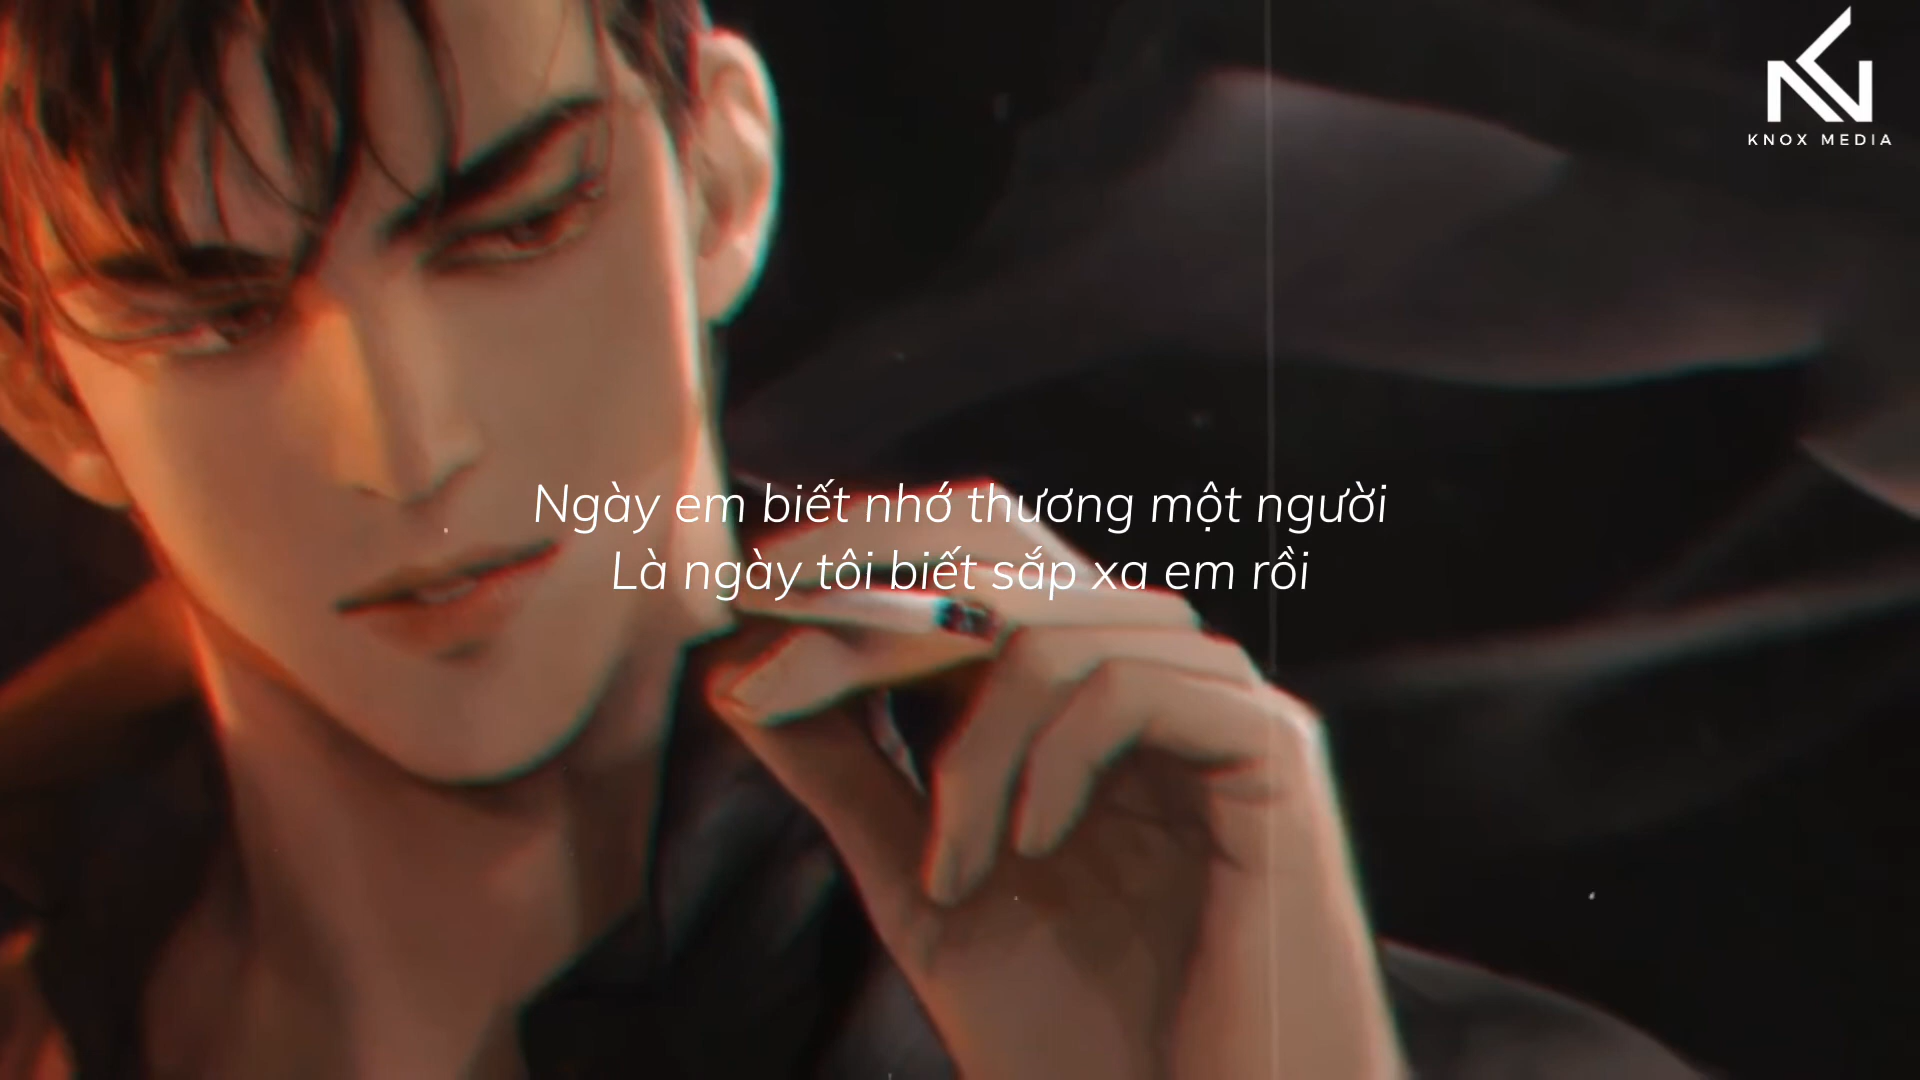 KNOX MEDIA
Ngày em biết nhớ thương một người
Là ngày tôi biết sắp xa em rồi